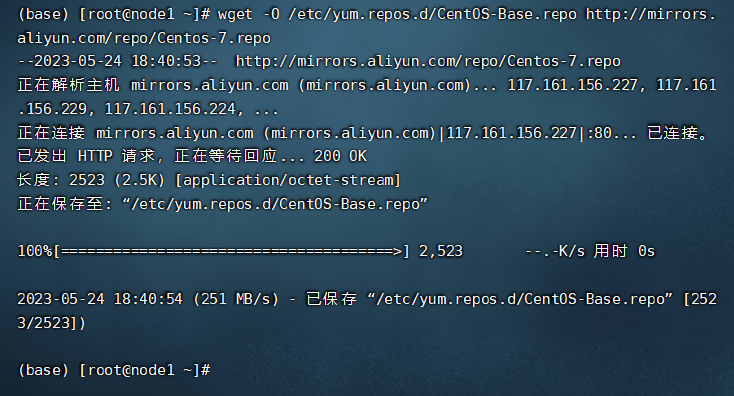 (base) [root@node1 ~]# wget -O /etc/yum.repos.d/CentOS-Base.repo http://mirrors.
aliyun.com/repo/Centos-7.repo
--2023-05-24 18:40:53--  http://mirrors.aliyun.com/repo/Centos-7.repo
正在解析主机 mirrors.aliyun.com (mirrors.aliyun.com)... 117.161.156.227, 117.161
.156.229, 117.161.156.224, ...
正在连接 mirrors.aliyun.com (mirrors.aliyun.com)|117.161.156.227|:80... 已连接。
已发出 HTTP 请求，正在等待回应... 200 OK
长度：2523 (2.5K) [application/octet-stream]
正在保存至: “/etc/yum.repos.d/CentOS-Base.repo”
100%[======================================>] 2,523       --.-K/s 用时 0s
2023-05-24 18:40:54 (251 MB/s) - 已保存 “/etc/yum.repos.d/CentOS-Base.repo” [252
3/2523])
(base) [root@node1 ~]#